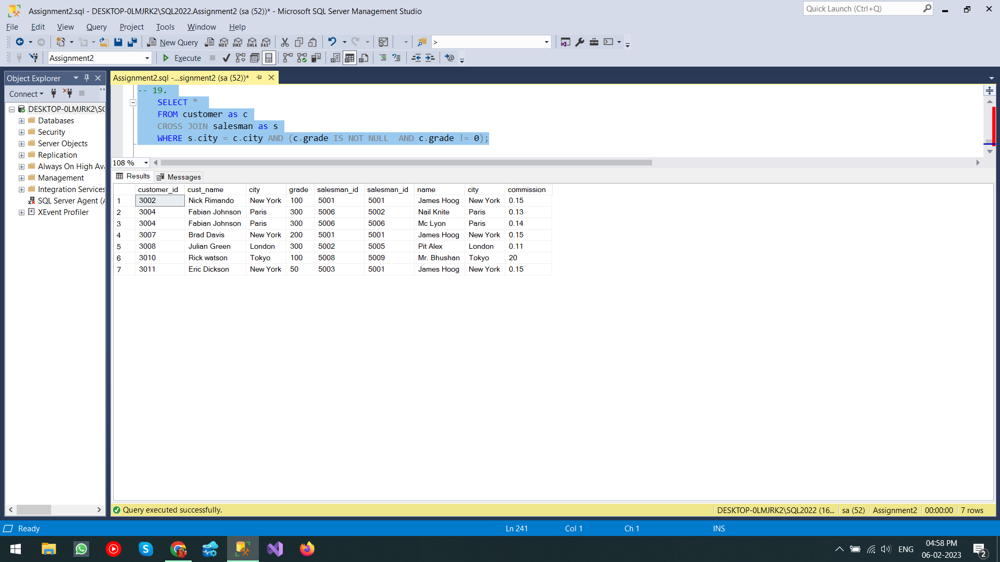 Assignment2.sql - DESKTOP-0LMJRK2\SQL2022.Assignment2 (sa (52))* - Microsoft SQL Server Management Studio
Quick Launch (Ctrl+Q)
File Edit View Query Project Tools Window Help
New Query MDX DMX XMLA DAX >
Assignment2 Execute
Object Explorer
Assignment2.sql -...signment2 (sa (52))*
Connect
DESKTOP-0LMJRK2\SC
Databases
Security
Server Objects
Replication
Always On High Ava
Management
Integration Services
SQL Server Agent (A
XEvent Profiler
-- 19.
SELECT *
FROM customer as c
CROSS JOIN salesman as s
WHERE s.city = c.city AND (c.grade IS NOT NULL  AND c.grade != 0);
108 %
Results Messages
customer_id cust_name city grade salesman_id salesman_id name city commission
1 3002 Nick Rimando New York 100 5001 5001 James Hoog New York 0.15
2 3004 Fabian Johnson Paris 300 5006 5002 Nail Knite Paris 0.13
3 3004 Fabian Johnson Paris 300 5006 5006 Mc Lyon Paris 0.14
4 3007 Brad Davis New York 200 5001 5001 James Hoog New York 0.15
5 3008 Julian Green London 300 5002 5005 Pit Alex London 0.11
6 3010 Rick watson Tokyo 100 5008 5009 Mr. Bhushan Tokyo 20
7 3011 Eric Dickson New York 50 5003 5001 James Hoog New York 0.15
Query executed successfully.
DESKTOP-0LMJRK2\SQL2022 (16... sa (52) Assignment2 00:00:00 7 rows
Ready Ln 241 Col 1 Ch 1 INS
ENG
04:58 PM
06-02-2023
2